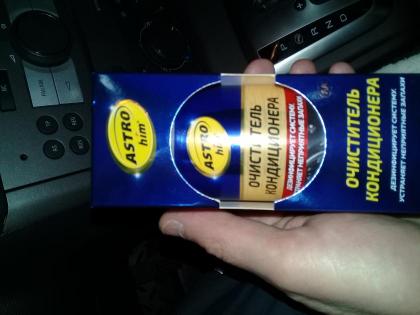 ASTRO
him
ASTRO
him
ОЧИСТИТЕЛЬ
КОНДИЦИОНЕРА
ДЕЗИНФИЦИРУЕТ СИСТЕМУ.
УСТРАНЯЕТ НЕПРИЯТНЫЕ ЗАПАХИ
ОЧИСТИТЕЛЬ
КОНДИЦИОНЕРА
ДЕЗИНФИЦИРУЕТ СИСТЕМУ.
УСТРАНЯЕТ НЕПРИЯТНЫЕ ЗАПАХИ
P R N D